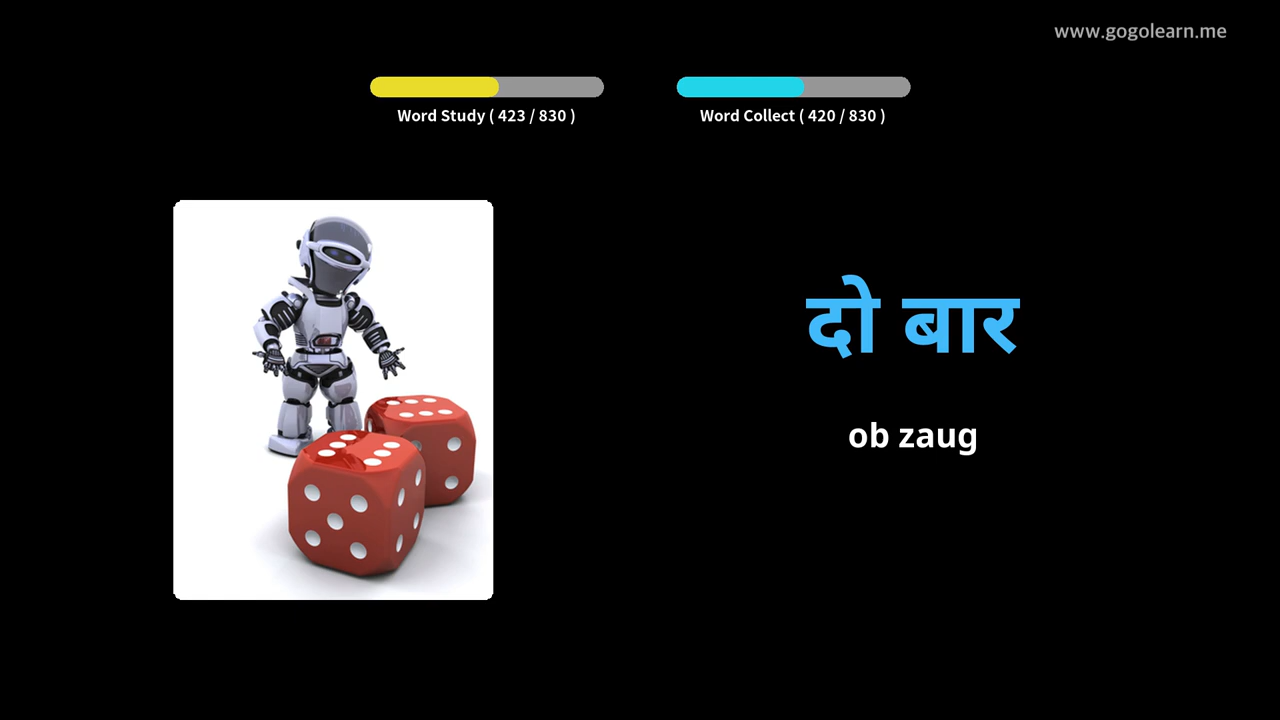 www.gogolearn.me
Word Study ( 423 / 830 )
Word Collect ( 420 / 830 )
दो बार
ob zaug